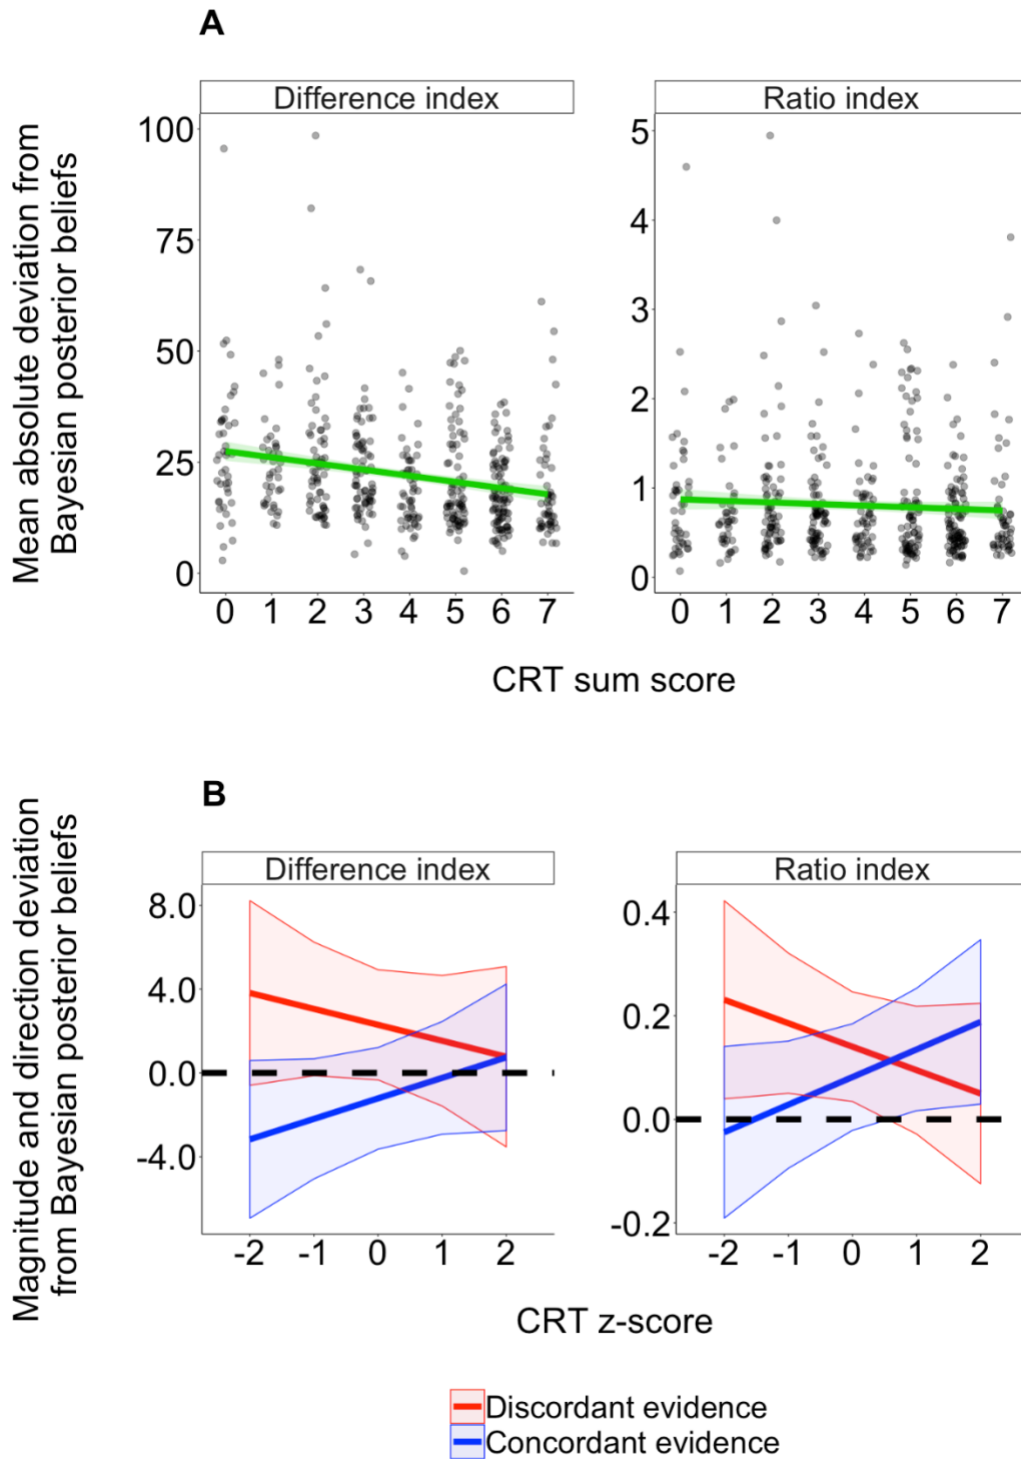 A
Difference index
Ratio index
Mean absolute deviation from
Bayesian posterior beliefs
100
75
50
25
0
5
4
3
2
1
0
0 1 2 3 4 5 6 7
0 1 2 3 4 5 6 7
CRT sum score
B
Difference index
Ratio index
Magnitude and direction deviation
from Bayesian posterior beliefs
8.0
4.0
0.0
-4.0
0.4
0.2
0.0
-0.2
-2 -1 0 1 2
-2 -1 0 1 2
CRT z-score
Discordant evidence
Concordant evidence